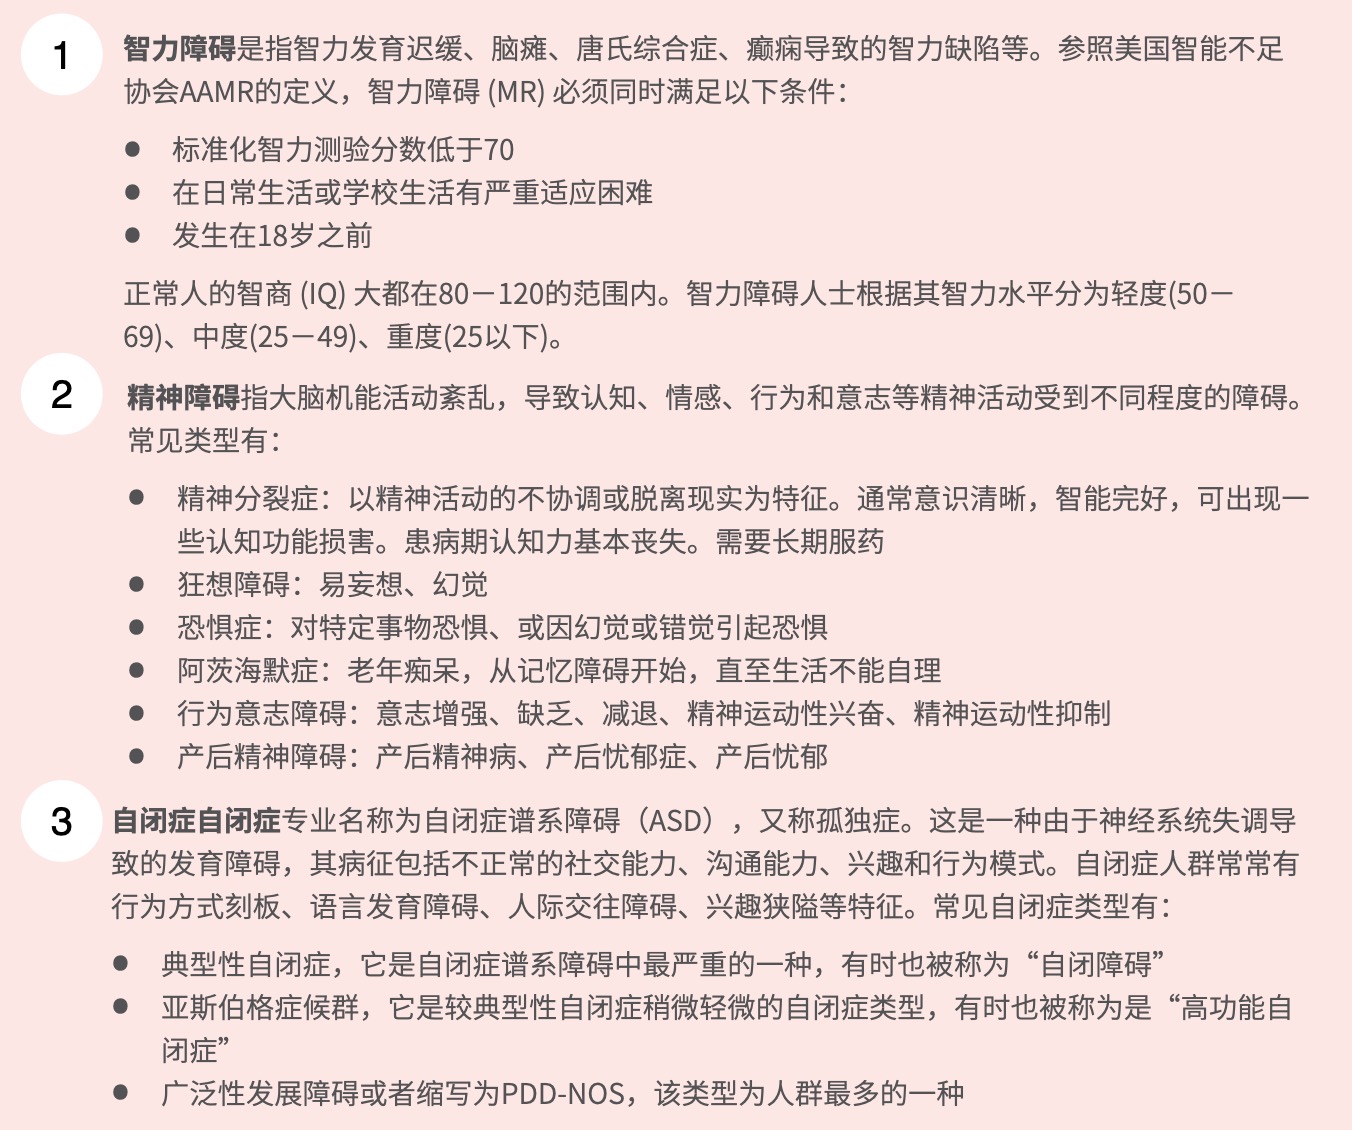 1
智力障碍是指智力发育迟缓、脑瘫、唐氏综合症、癫痫导致的智力缺陷等。参照美国智能不足
协会AAMR的定义，智力障碍 (MR) 必须同时满足以下条件：
● 标准化智力测验分数低于70
● 在日常生活或学校生活有严重适应困难
● 发生在18岁之前
正常人的智商 (IQ) 大都在80－120的范围内。智力障碍人士根据其智力水平分为轻度(50－
69)、中度(25－49)、重度(25以下)。
2
精神障碍指大脑机能活动紊乱，导致认知、情感、行为和意志等精神活动受到不同程度的障碍。
常见类型有：
● 精神分裂症：以精神活动的不协调或脱离现实为特征。通常意识清晰，智能完好，可出现一
些认知功能损害。患病期认知力基本丧失。需要长期服药
● 狂想障碍：易妄想、幻觉
● 恐惧症：对特定事物恐惧、或因幻觉或错觉引起恐惧
● 阿茨海默症：老年痴呆，从记忆障碍开始，直至生活不能自理
● 行为意志障碍：意志增强、缺乏、减退、精神运动性兴奋、精神运动性抑制
● 产后精神障碍：产后精神病、产后忧郁症、产后忧郁
3
自闭症自闭症专业名称为自闭症谱系障碍（ASD），又称孤独症。这是一种由于神经系统失调导
致的发育障碍，其病征包括不正常的社交能力、沟通能力、兴趣和行为模式。自闭症人群常常有
行为方式刻板、语言发育障碍、人际交往障碍、兴趣狭隘等特征。常见自闭症类型有：
● 典型性自闭症，它是自闭症谱系障碍中最严重的一种，有时也被称为“自闭障碍”
● 亚斯伯格症候群，它是较典型性自闭症稍微轻微的自闭症类型，有时也被称为是“高功能自
闭症”
● 广泛性发展障碍或者缩写为PDD-NOS，该类型为人群最多的一种